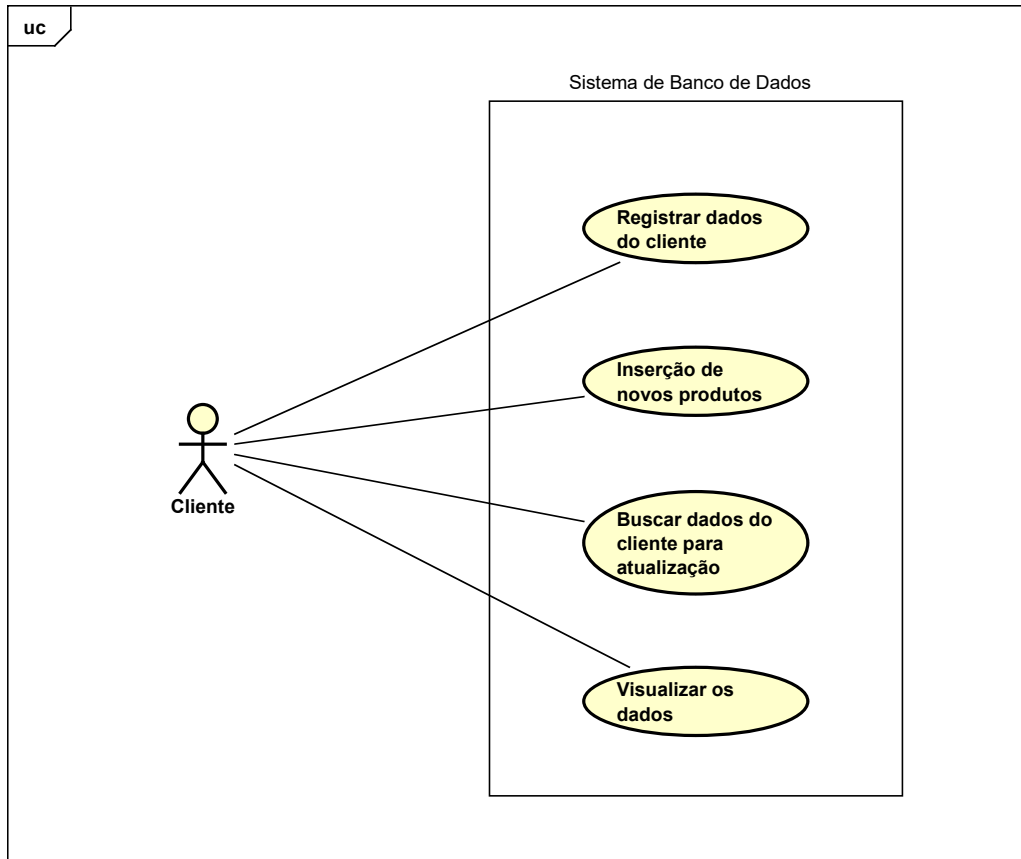 uc
Sistema de Banco de Dados
Registrar dados
do cliente
Inserção de
novos produtos
Cliente
Buscar dados do
cliente para
atualização
Visualizar os
dados